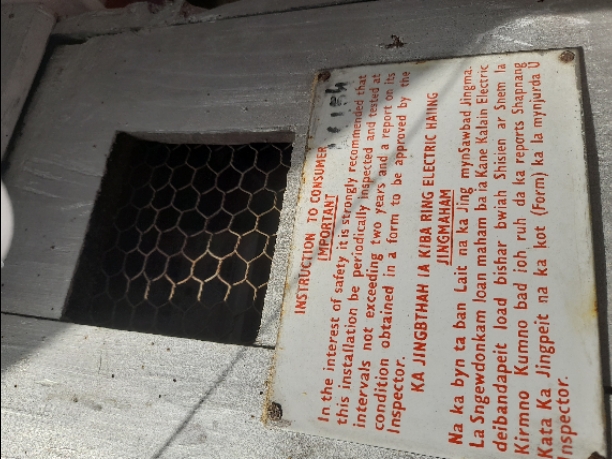 INSTRUCTION TO CONSUMER
IMPORTANT
In the interest of safety it is strongly recommended that
this installation be periodically inspected and tested at
intervals not exceeding two years and a report on its
condition obtained in a form to be approved by the
Inspector.
KA JINGBTHAH IA KIBA RING ELECTRIC HAIING
JINGMAHAM
Na ka byn ta ban Lait na ka Jing mynSawbad Jingma.
La Sngewdonkam loan maham ba ia Kane Kalain Electric
deibandapeit load bishar bwiah Shisien ar Snem la
Kirmno Kumno bad ioh ruh da ka reports Shapnang
Kata Ka Jingpeit na ka kot (Form) ka la mynjurda U
Inspector.